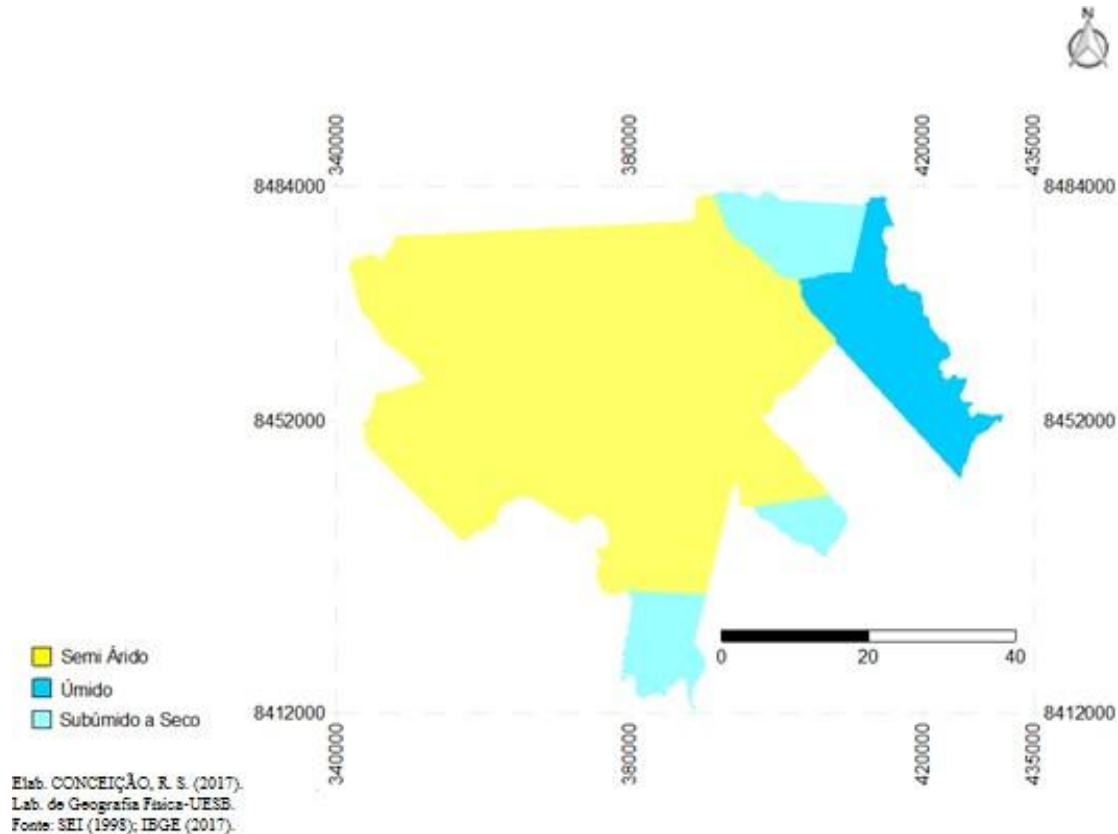 N
340000
380000
420000
435000
8484000
8484000
8452000
8452000
0
20
40
Semi Árido
Úmido
Subúmido a Seco
8412000
8412000
340000
380000
420000
435000
Elab. CONCEIÇÃO, R. S. (2017).
Lab. de Geografia Física-UESB.
Fonte: SEI (1998); IBGE (2017).